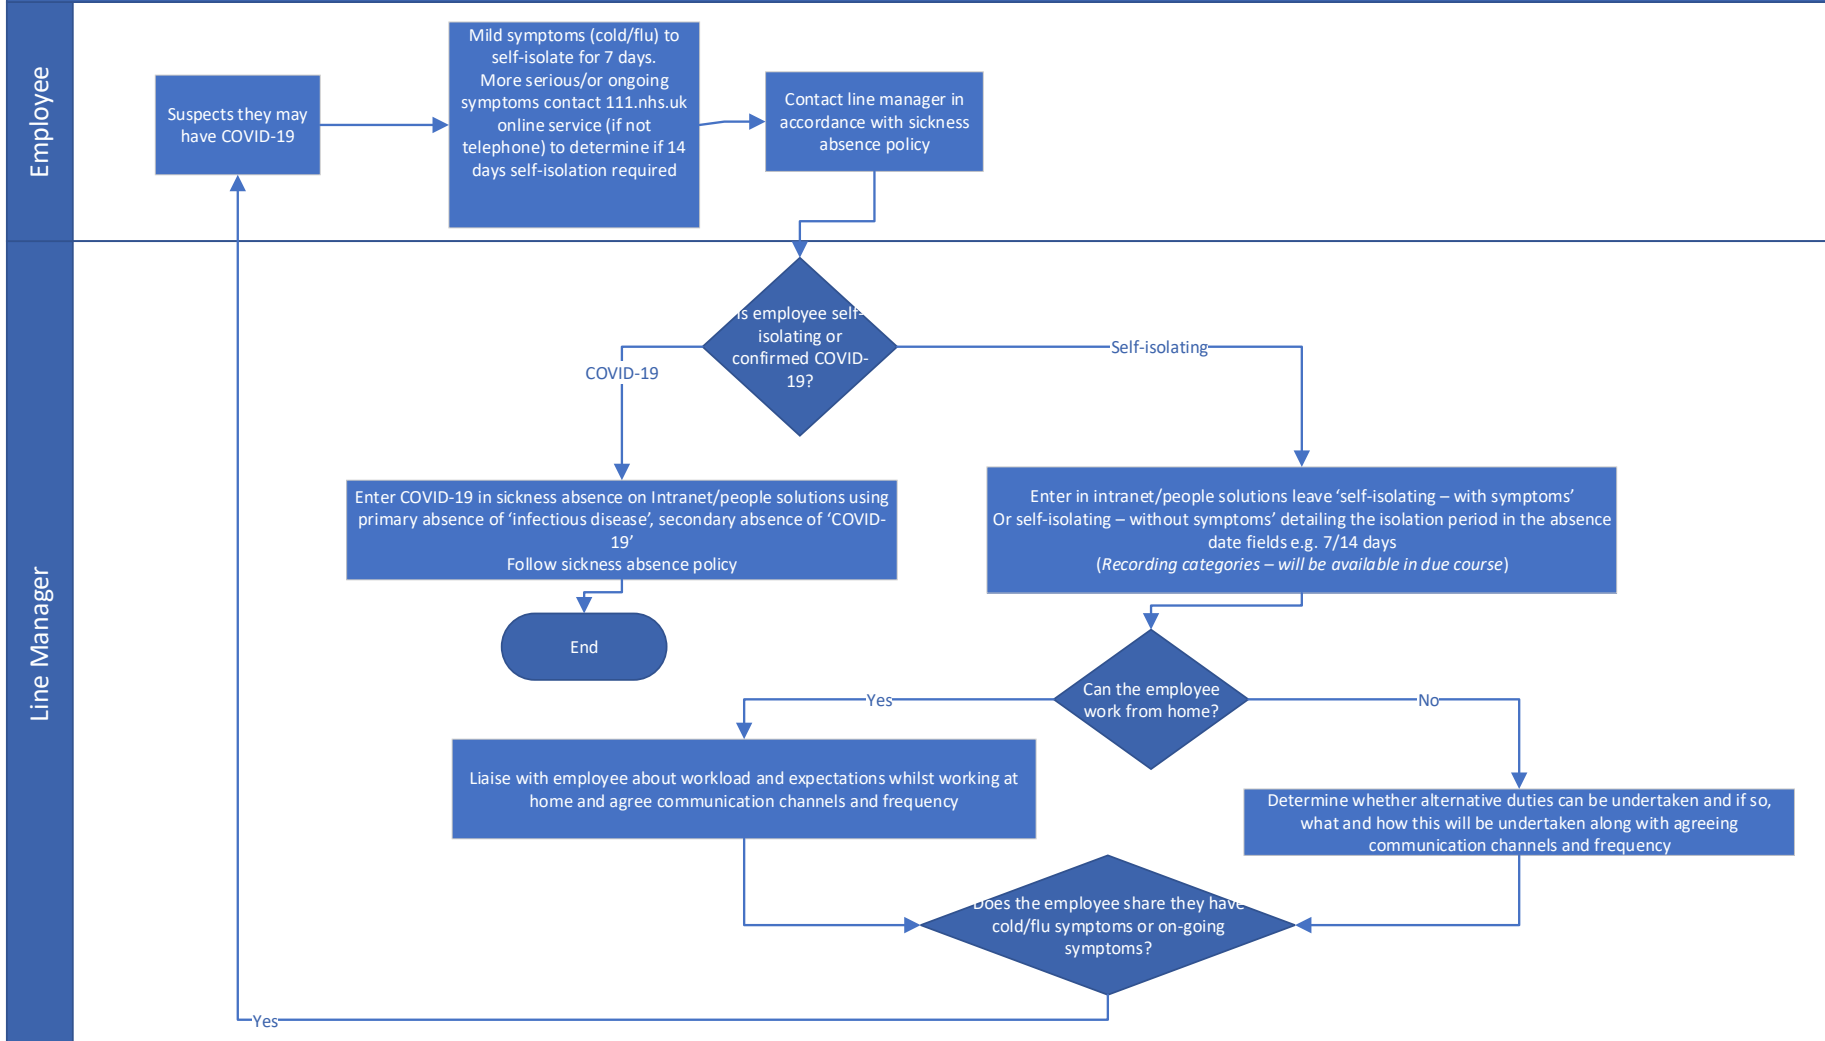 Employee
Suspects they may
have COVID-19
Mild symptoms (cold/flu) to
self-isolate for 7 days.
More serious/or ongoing
symptoms contact 111.nhs.uk
online service (if not
telephone) to determine if 14
days self-isolation required
Contact line manager in
accordance with sickness
absence policy
Line Manager
Is employee self-
isolating or
confirmed COVID-
19?
COVID-19
Self-isolating
Enter COVID-19 in sickness absence on Intranet/people solutions using
primary absence of ‘infectious disease’, secondary absence of ‘COVID-
19’
Follow sickness absence policy
End
Enter in intranet/people solutions leave ‘self-isolating – with symptoms’
Or self-isolating – without symptoms’ detailing the isolation period in the absence
date fields e.g. 7/14 days
(Recording categories – will be available in due course)
Can the employee
work from home?
Yes
No
Liaise with employee about workload and expectations whilst working at
home and agree communication channels and frequency
Determine whether alternative duties can be undertaken and if so,
what and how this will be undertaken along with agreeing
communication channels and frequency
Does the employee share they have
cold/flu symptoms or on-going
symptoms?
Yes